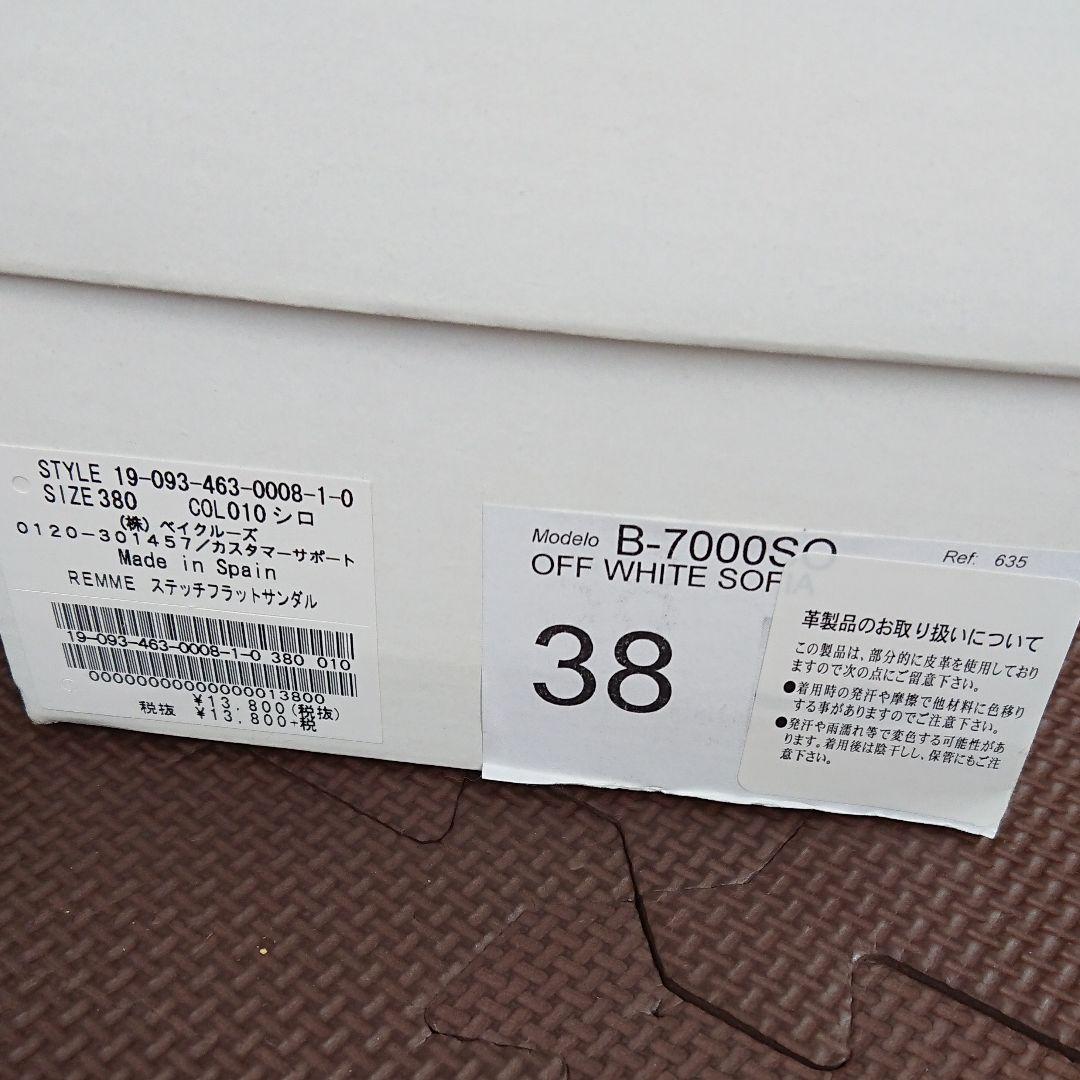 STYLE 19-093-463-0008-1-0
SIZE380 COL010シロ
(株)ベイクルーズ
0120-301457/カスタマーサポート
Made in Spain
REMME ステッチフラットサンダル
19-093-463-0008-1-0 380 010
0000000000000000013800
¥13,800(税抜)
税抜 ¥13,800+税
Modelo B-7000SO
Ref. 635
OFF WHITE SOFIA
38
革製品のお取り扱いについて
この製品は、部分的に皮革を使用しており
ますので次の点にご留意下さい。
●着用時の発汗や摩擦で他材料に色移り
する事がありますのでご注意下さい。
●発汗や雨濡れ等で変色する可能性があ
ります。着用後は陰干しし、保管にもご注
意下さい。